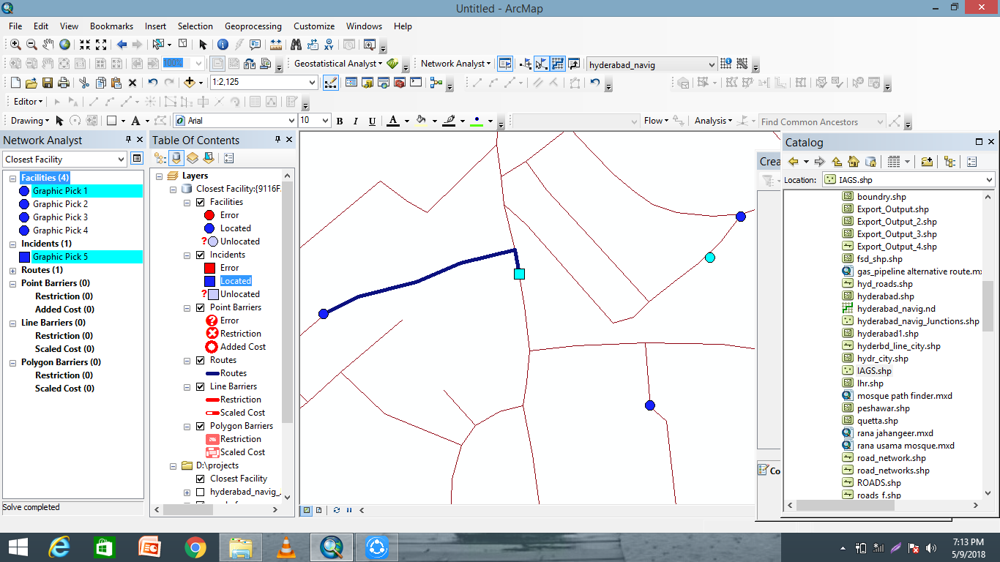 Untitled - ArcMap
File Edit View Bookmarks Insert Selection Geoprocessing Customize Windows Help
100% Geostatistical Analyst Network Analyst hyderabad_navig
1:2,125
Editor
Drawing Arial 10 B I U A Flow Analysis Find Common Ancestors
Network Analyst
Closest Facility
Facilities (4)
Graphic Pick 1
Graphic Pick 2
Graphic Pick 3
Graphic Pick 4
Incidents (1)
Graphic Pick 5
Routes (1)
Point Barriers (0)
Restriction (0)
Added Cost (0)
Line Barriers (0)
Restriction (0)
Scaled Cost (0)
Polygon Barriers (0)
Restriction (0)
Scaled Cost (0)
Solve completed
Table Of Contents
Layers
Closest Facility:{9116F
Facilities
Error
Located
Unlocated
Incidents
Error
Located
Unlocated
Point Barriers
Error
Restriction
Added Cost
Routes
Routes
Line Barriers
Restriction
Scaled Cost
Polygon Barriers
Restriction
Scaled Cost
D:\projects
Closest Facility
hyderabad_navig_
Crea
Co
Catalog
Location: IAGS.shp
boundry.shp
Export_Output.shp
Export_Output_2.shp
Export_Output_3.shp
Export_Output_4.shp
fsd_shp.shp
gas_pipeline alternative route.mx
hyd_roads.shp
hyderabad.shp
hyderabad_navig.nd
hyderabad_navig_Junctions.shp
hyderabad1.shp
hyderbd_line_city.shp
hydr_city.shp
IAGS.shp
lhr.shp
mosque path finder.mxd
peshawar.shp
quetta.shp
rana jahangeer.mxd
rana usama mosque.mxd
road_network.shp
road_networks.shp
ROADS.shp
roads_f.shp
7:13 PM
5/9/2018